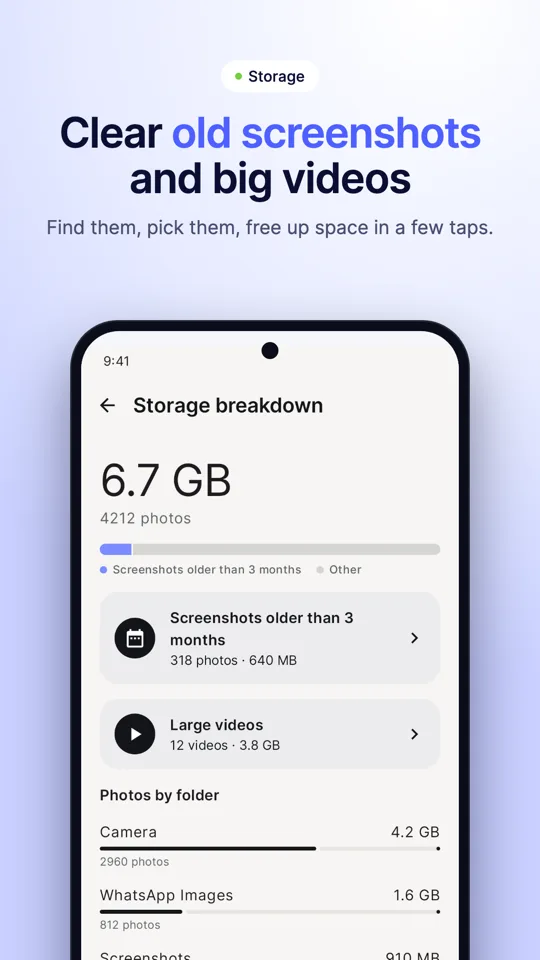 Storage
Clear old screenshots
and big videos
Find them, pick them, free up space in a few taps.
9:41
Storage breakdown
6.7 GB
4212 photos
Screenshots older than 3 months
Other
Screenshots older than 3
months
318 photos · 640 MB
Large videos
12 videos · 3.8 GB
Photos by folder
Camera
4.2 GB
2960 photos
WhatsApp Images
1.6 GB
812 photos
Screenshots
910 MB